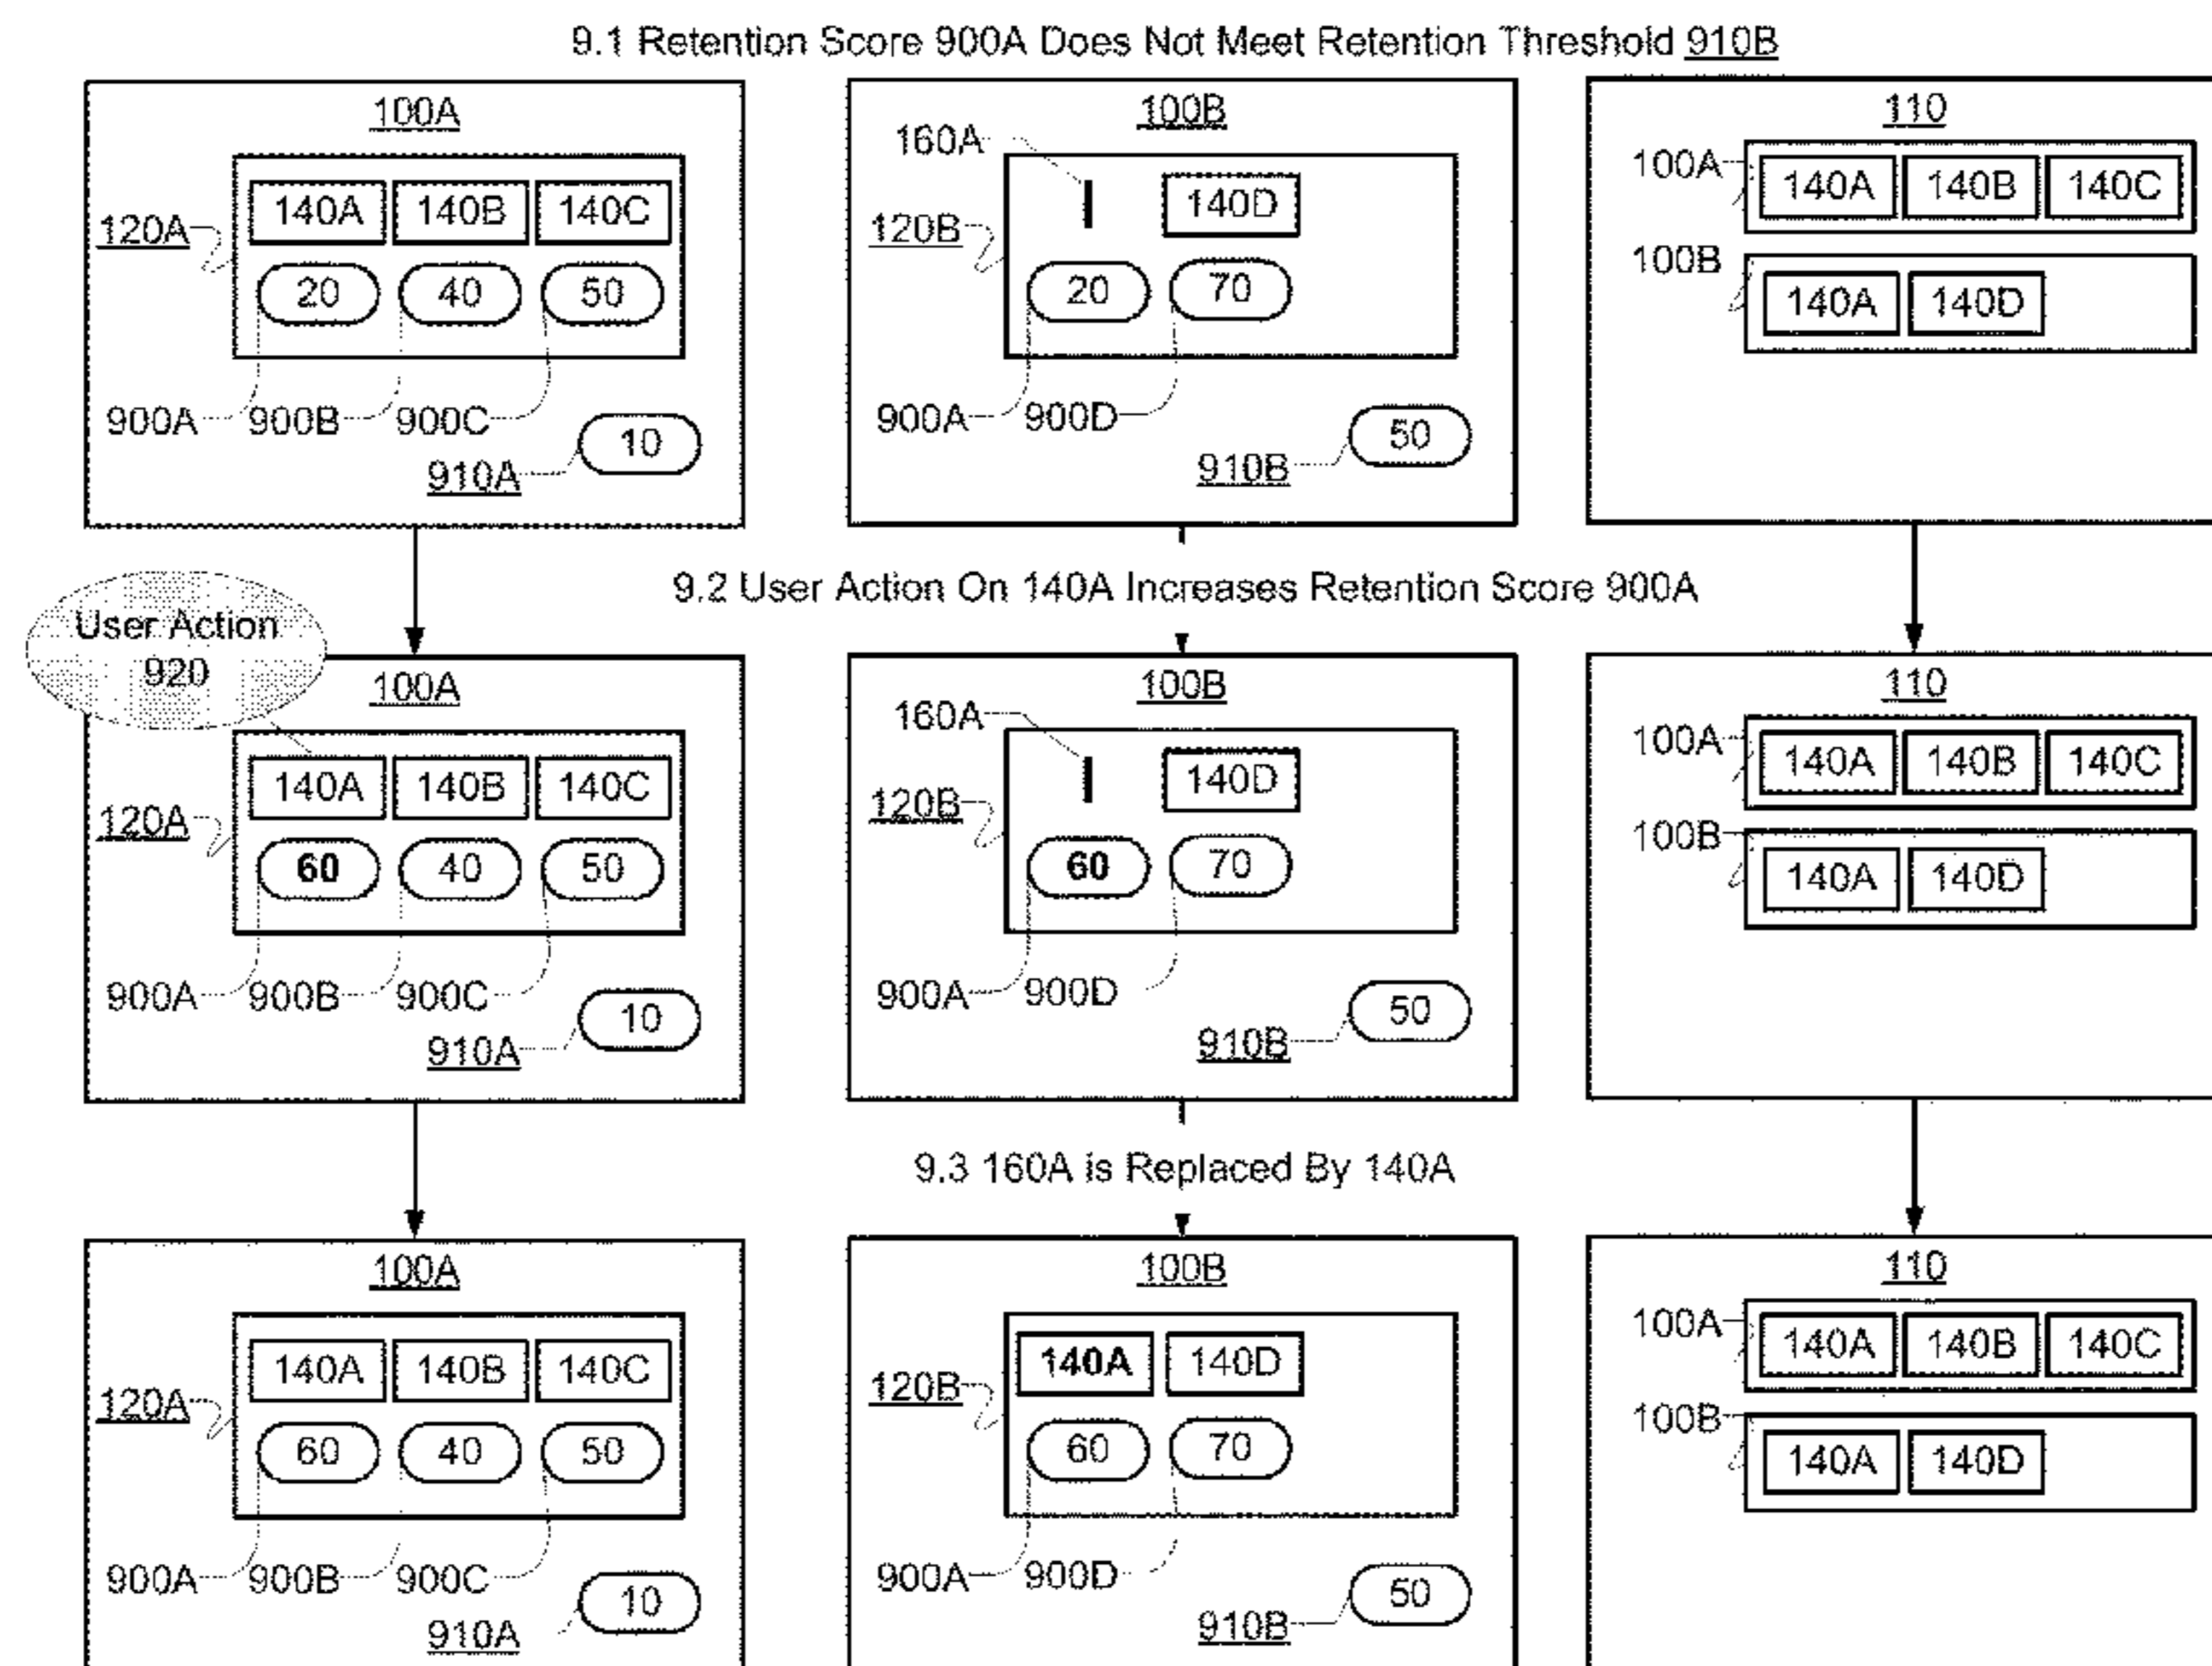 9.1 Retention Score 900A Does Not Meet Retention Threshold 910B
100A
140A 140B 140C
120A
20 40 50
900A 900B 900C
10
910A
100B
160A
140D
120B
20 70
900A 900D
50
910B
110
100A
140A 140B 140C
100B
140A 140D
9.2 User Action On 140A Increases Retention Score 900A
User Action
920
100A
140A 140B 140C
120A
60 40 50
900A 900B 900C
10
910A
100B
160A
140D
120B
60 70
900A 900D
50
910B
110
100A
140A 140B 140C
100B
140A 140D
9.3 160A is Replaced By 140A
100A
140A 140B 140C
120A
60 40 50
900A 900B 900C
10
910A
100B
140A 140D
120B
60 70
900A 900D
50
910B
110
100A
140A 140B 140C
100B
140A 140D